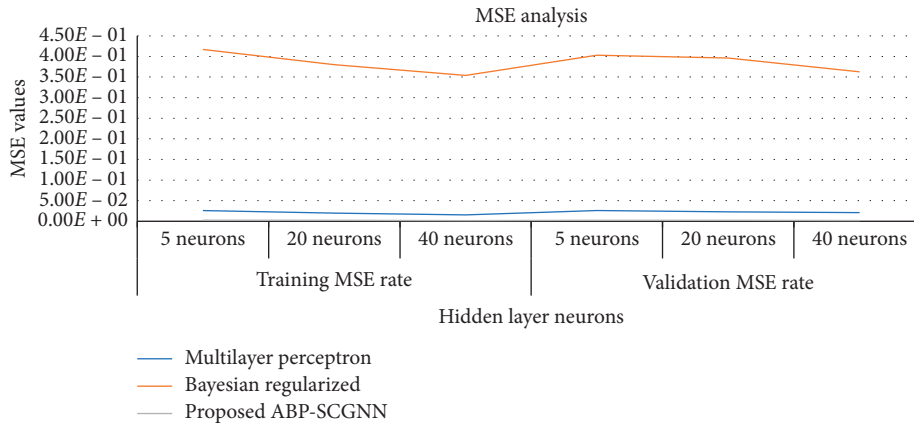 MSE analysis
MSE values
4.50E – 01
4.00E – 01
3.50E – 01
3.00E – 01
2.50E – 01
2.00E – 01
1.50E – 01
1.00E – 01
5.00E – 02
0.00E + 00
5 neurons 20 neurons 40 neurons 5 neurons 20 neurons 40 neurons
Training MSE rate Validation MSE rate
Hidden layer neurons
Multilayer perceptron
Bayesian regularized
Proposed ABP-SCGNN